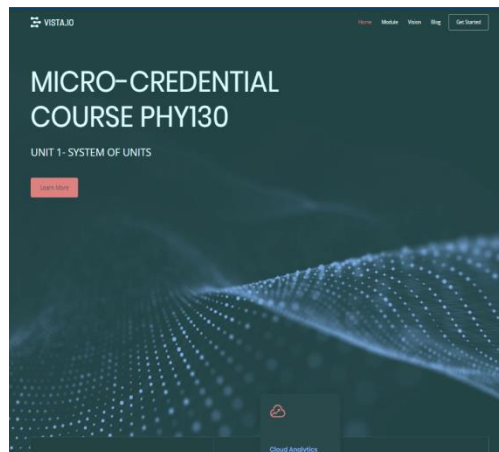 VISTA.IO
Home Module Vision Blog Get Started
MICRO-CREDENTIAL
COURSE PHY130
UNIT 1- SYSTEM OF UNITS
Learn More
Cloud Analytics